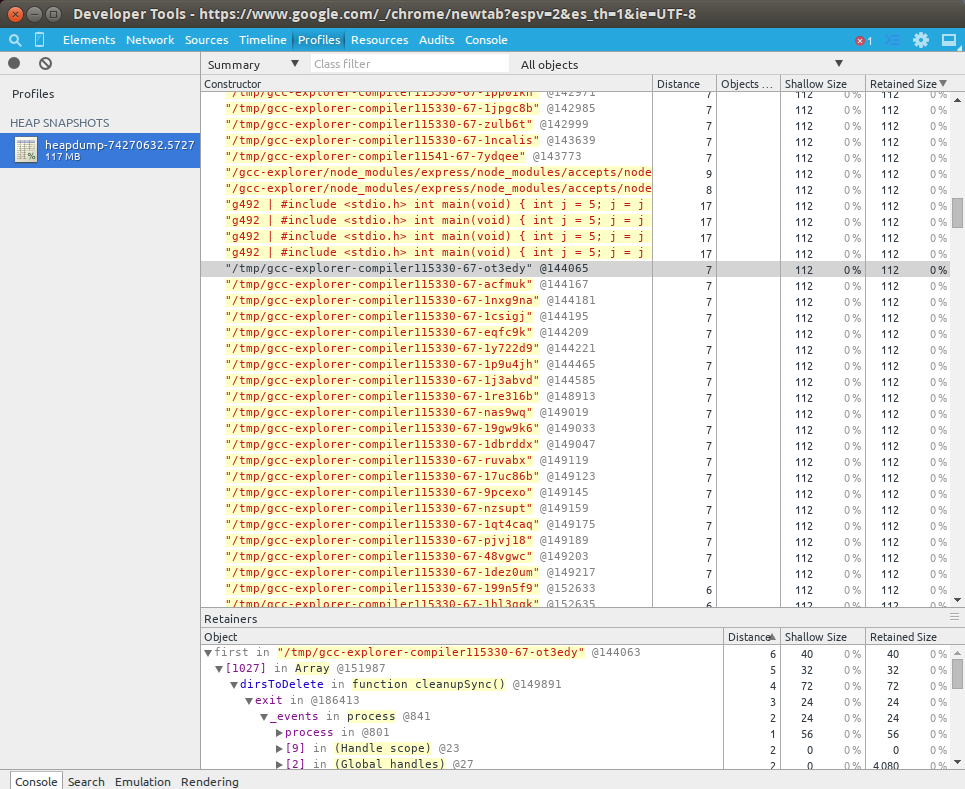 Developer Tools - https://www.google.com/_/chrome/newtab?espv=2&es_th=1&ie=UTF-8
Elements Network Sources Timeline Profiles Resources Audits Console 1
Summary Class filter All objects
Profiles
HEAP SNAPSHOTS
heapdump-74270632.5727
117 MB
Constructor Distance Objects ... Shallow Size Retained Size
"/tmp/gcc-explorer-compiler115330-67-1pp01kn" @142971 7 112 0 % 112 0 %
"/tmp/gcc-explorer-compiler115330-67-1jpgc8b" @142985 7 112 0 % 112 0 %
"/tmp/gcc-explorer-compiler115330-67-zulb6t" @142999 7 112 0 % 112 0 %
"/tmp/gcc-explorer-compiler115330-67-1ncalis" @143639 7 112 0 % 112 0 %
"/tmp/gcc-explorer-compiler11541-67-7ydqee" @143773 7 112 0 % 112 0 %
"/gcc-explorer/node_modules/express/node_modules/accepts/node 9 112 0 % 112 0 %
"/gcc-explorer/node_modules/express/node_modules/accepts/node 8 112 0 % 112 0 %
"g492 | #include <stdio.h> int main(void) { int j = 5; j = j 17 112 0 % 112 0 %
"g492 | #include <stdio.h> int main(void) { int j = 5; j = j 17 112 0 % 112 0 %
"g492 | #include <stdio.h> int main(void) { int j = 5; j = j 17 112 0 % 112 0 %
"g492 | #include <stdio.h> int main(void) { int j = 5; j = j 17 112 0 % 112 0 %
"/tmp/gcc-explorer-compiler115330-67-ot3edy" @144065 7 112 0 % 112 0 %
"/tmp/gcc-explorer-compiler115330-67-acfmuk" @144167 7 112 0 % 112 0 %
"/tmp/gcc-explorer-compiler115330-67-1nxg9na" @144181 7 112 0 % 112 0 %
"/tmp/gcc-explorer-compiler115330-67-1csigj" @144195 7 112 0 % 112 0 %
"/tmp/gcc-explorer-compiler115330-67-eqfc9k" @144209 7 112 0 % 112 0 %
"/tmp/gcc-explorer-compiler115330-67-1y722d9" @144221 7 112 0 % 112 0 %
"/tmp/gcc-explorer-compiler115330-67-1p9u4jh" @144465 7 112 0 % 112 0 %
"/tmp/gcc-explorer-compiler115330-67-1j3abvd" @144585 7 112 0 % 112 0 %
"/tmp/gcc-explorer-compiler115330-67-1re316b" @148913 7 112 0 % 112 0 %
"/tmp/gcc-explorer-compiler115330-67-nas9wq" @149019 7 112 0 % 112 0 %
"/tmp/gcc-explorer-compiler115330-67-19gw9k6" @149033 7 112 0 % 112 0 %
"/tmp/gcc-explorer-compiler115330-67-1dbrddx" @149047 7 112 0 % 112 0 %
"/tmp/gcc-explorer-compiler115330-67-ruvabx" @149119 7 112 0 % 112 0 %
"/tmp/gcc-explorer-compiler115330-67-17uc86b" @149123 7 112 0 % 112 0 %
"/tmp/gcc-explorer-compiler115330-67-9pcexo" @149145 7 112 0 % 112 0 %
"/tmp/gcc-explorer-compiler115330-67-nzsupt" @149159 7 112 0 % 112 0 %
"/tmp/gcc-explorer-compiler115330-67-1qt4caq" @149175 7 112 0 % 112 0 %
"/tmp/gcc-explorer-compiler115330-67-pjvj18" @149189 7 112 0 % 112 0 %
"/tmp/gcc-explorer-compiler115330-67-48vgwc" @149203 7 112 0 % 112 0 %
"/tmp/gcc-explorer-compiler115330-67-1dez0um" @149217 7 112 0 % 112 0 %
"/tmp/gcc-explorer-compiler115330-67-199n5f9" @152633 6 112 0 % 112 0 %
"/tmp/gcc-explorer-compiler115330-67-1hl3gqk" @152635 6 112 0 % 112 0 %
Retainers
Object Distance Shallow Size Retained Size
first in "/tmp/gcc-explorer-compiler115330-67-ot3edy" @144063 6 40 0 % 40 0 %
[1027] in Array @151987 5 32 0 % 32 0 %
dirsToDelete in function cleanupSync() @149891 4 72 0 % 72 0 %
exit in @186413 3 24 0 % 24 0 %
_events in process @841 2 24 0 % 24 0 %
process in @801 1 56 0 % 56 0 %
[9] in (Handle scope) @23 2 0 0 % 0 0 %
[2] in (Global handles) @27 2 0 0 % 4 080 0 %
Console Search Emulation Rendering